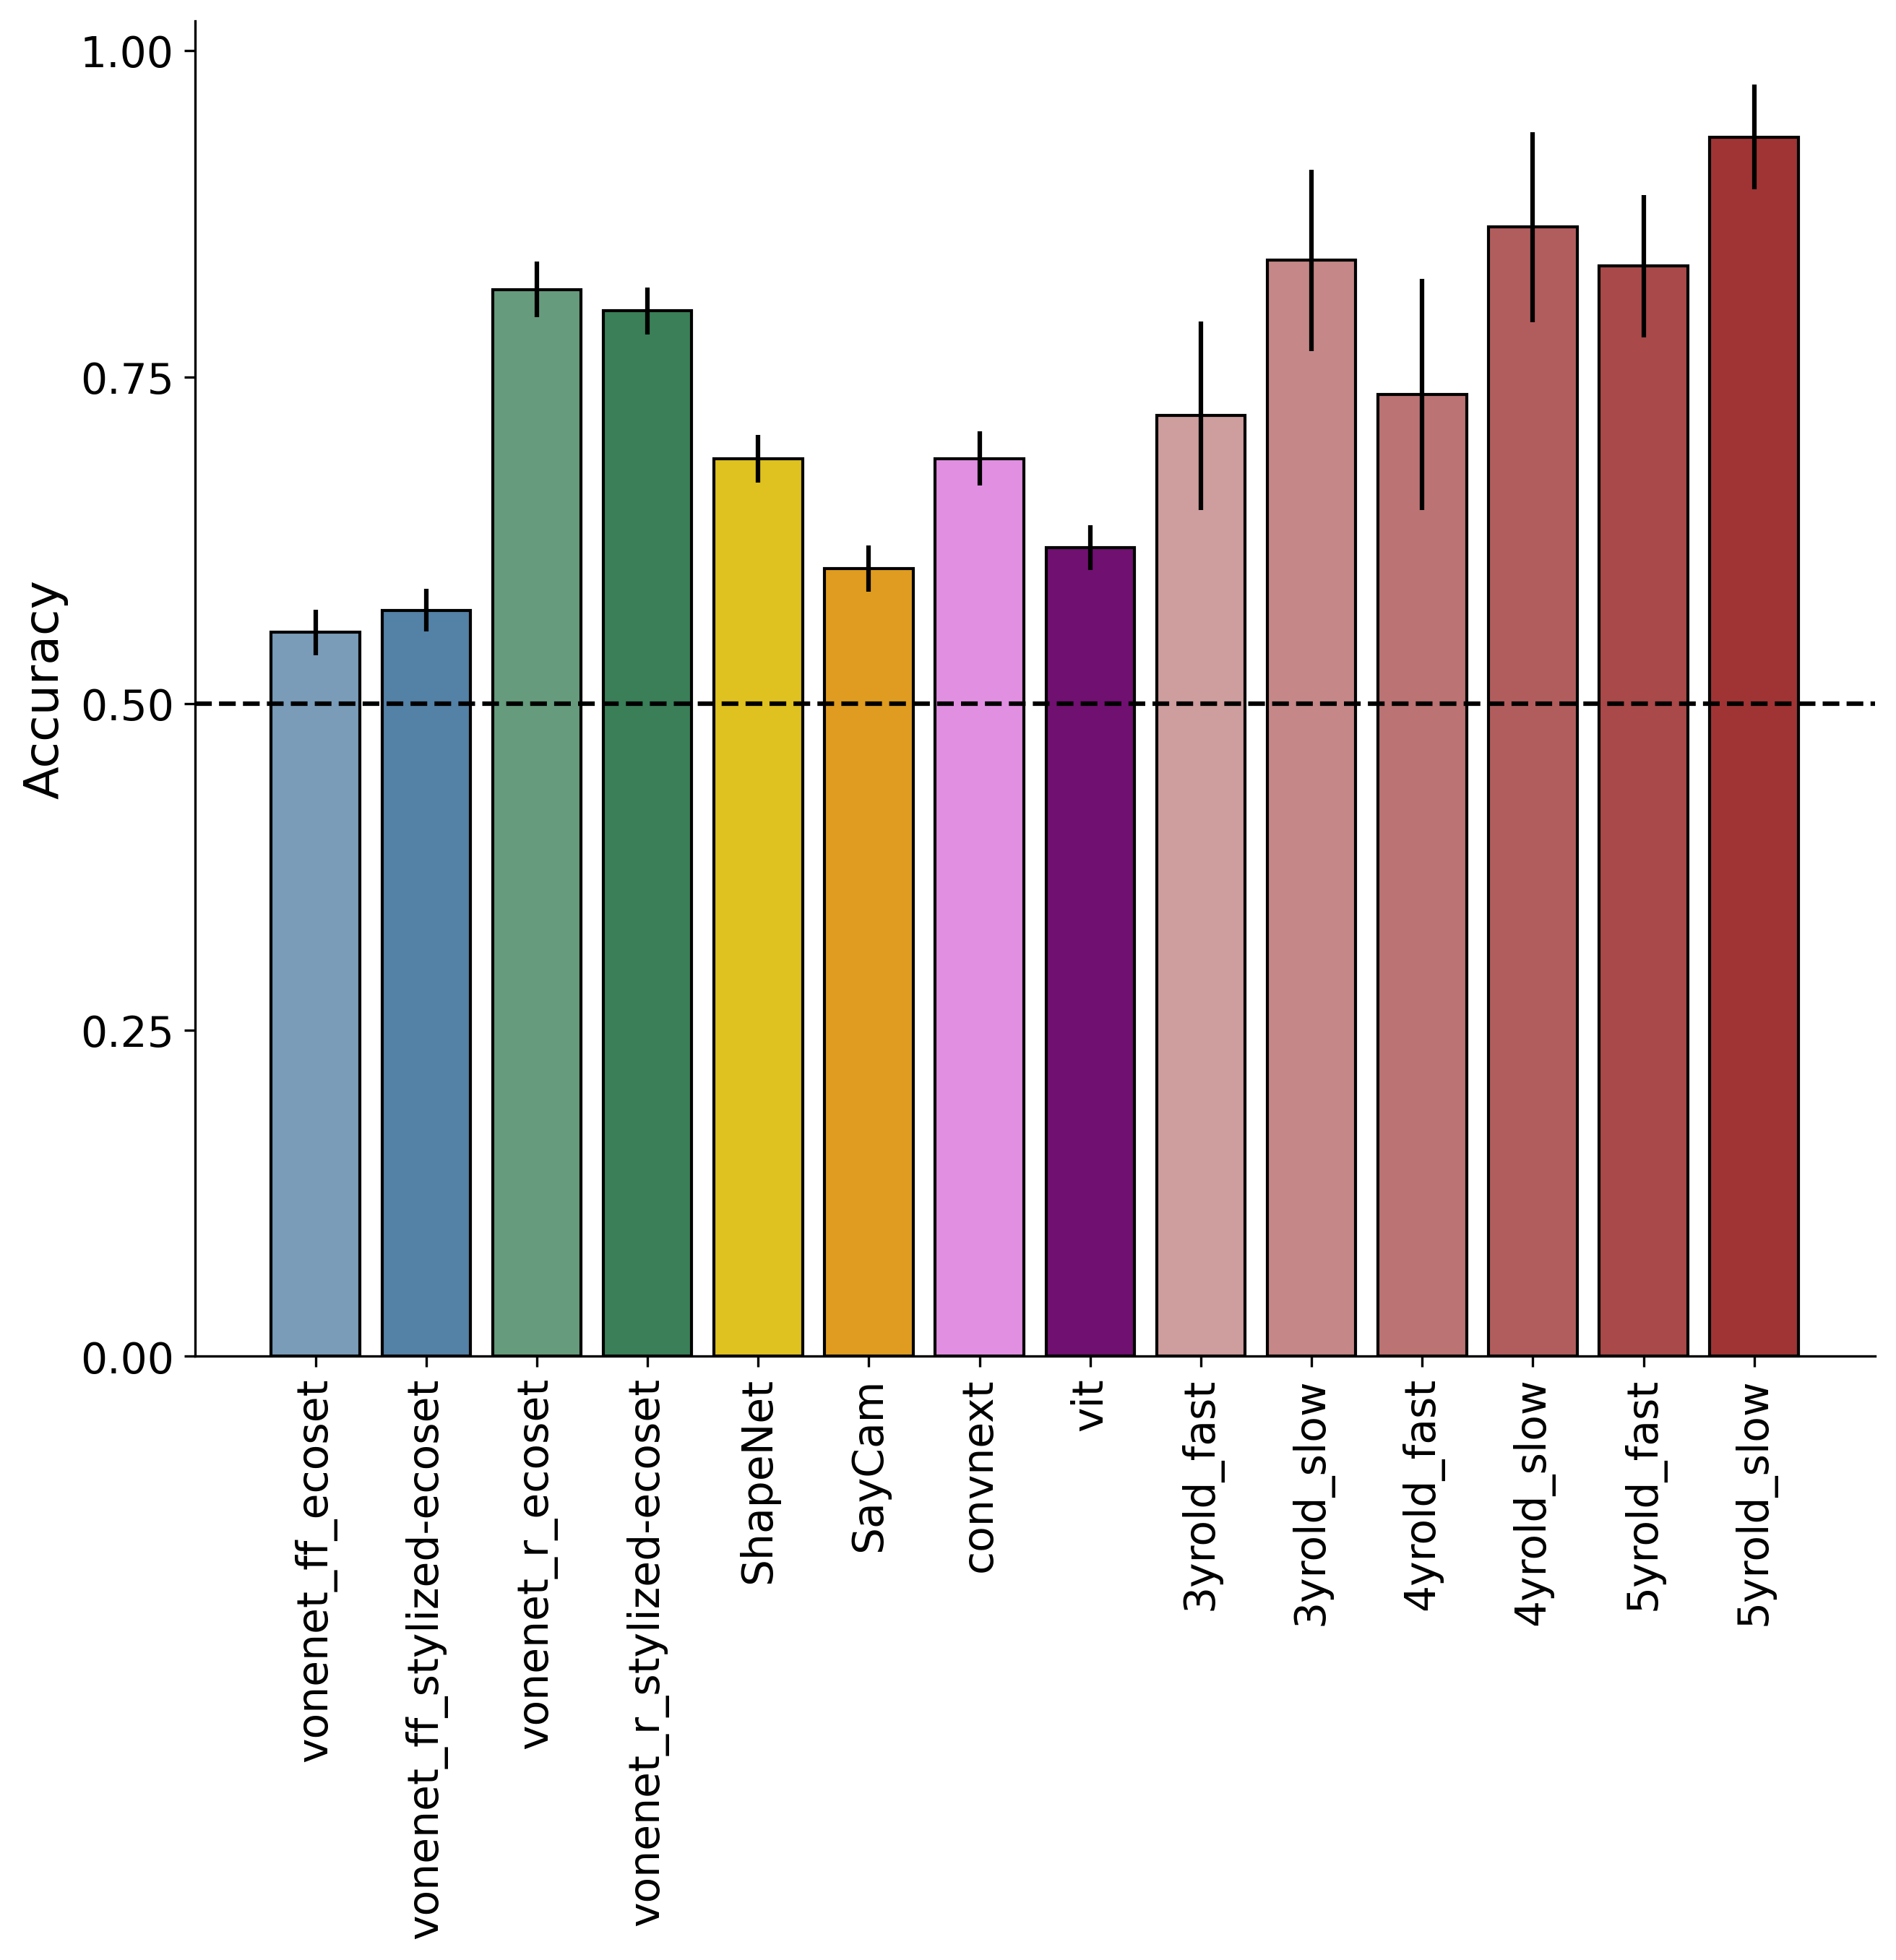 1.00
0.75
0.50
0.25
0.00
Accuracy
vonenet_ff_ecoset
vonenet_ff_stylized-ecoset
vonenet_r_ecoset
vonenet_r_stylized-ecoset
ShapeNet
SayCam
convnext
vit
3yrold_fast
3yrold_slow
4yrold_fast
4yrold_slow
5yrold_fast
5yrold_slow